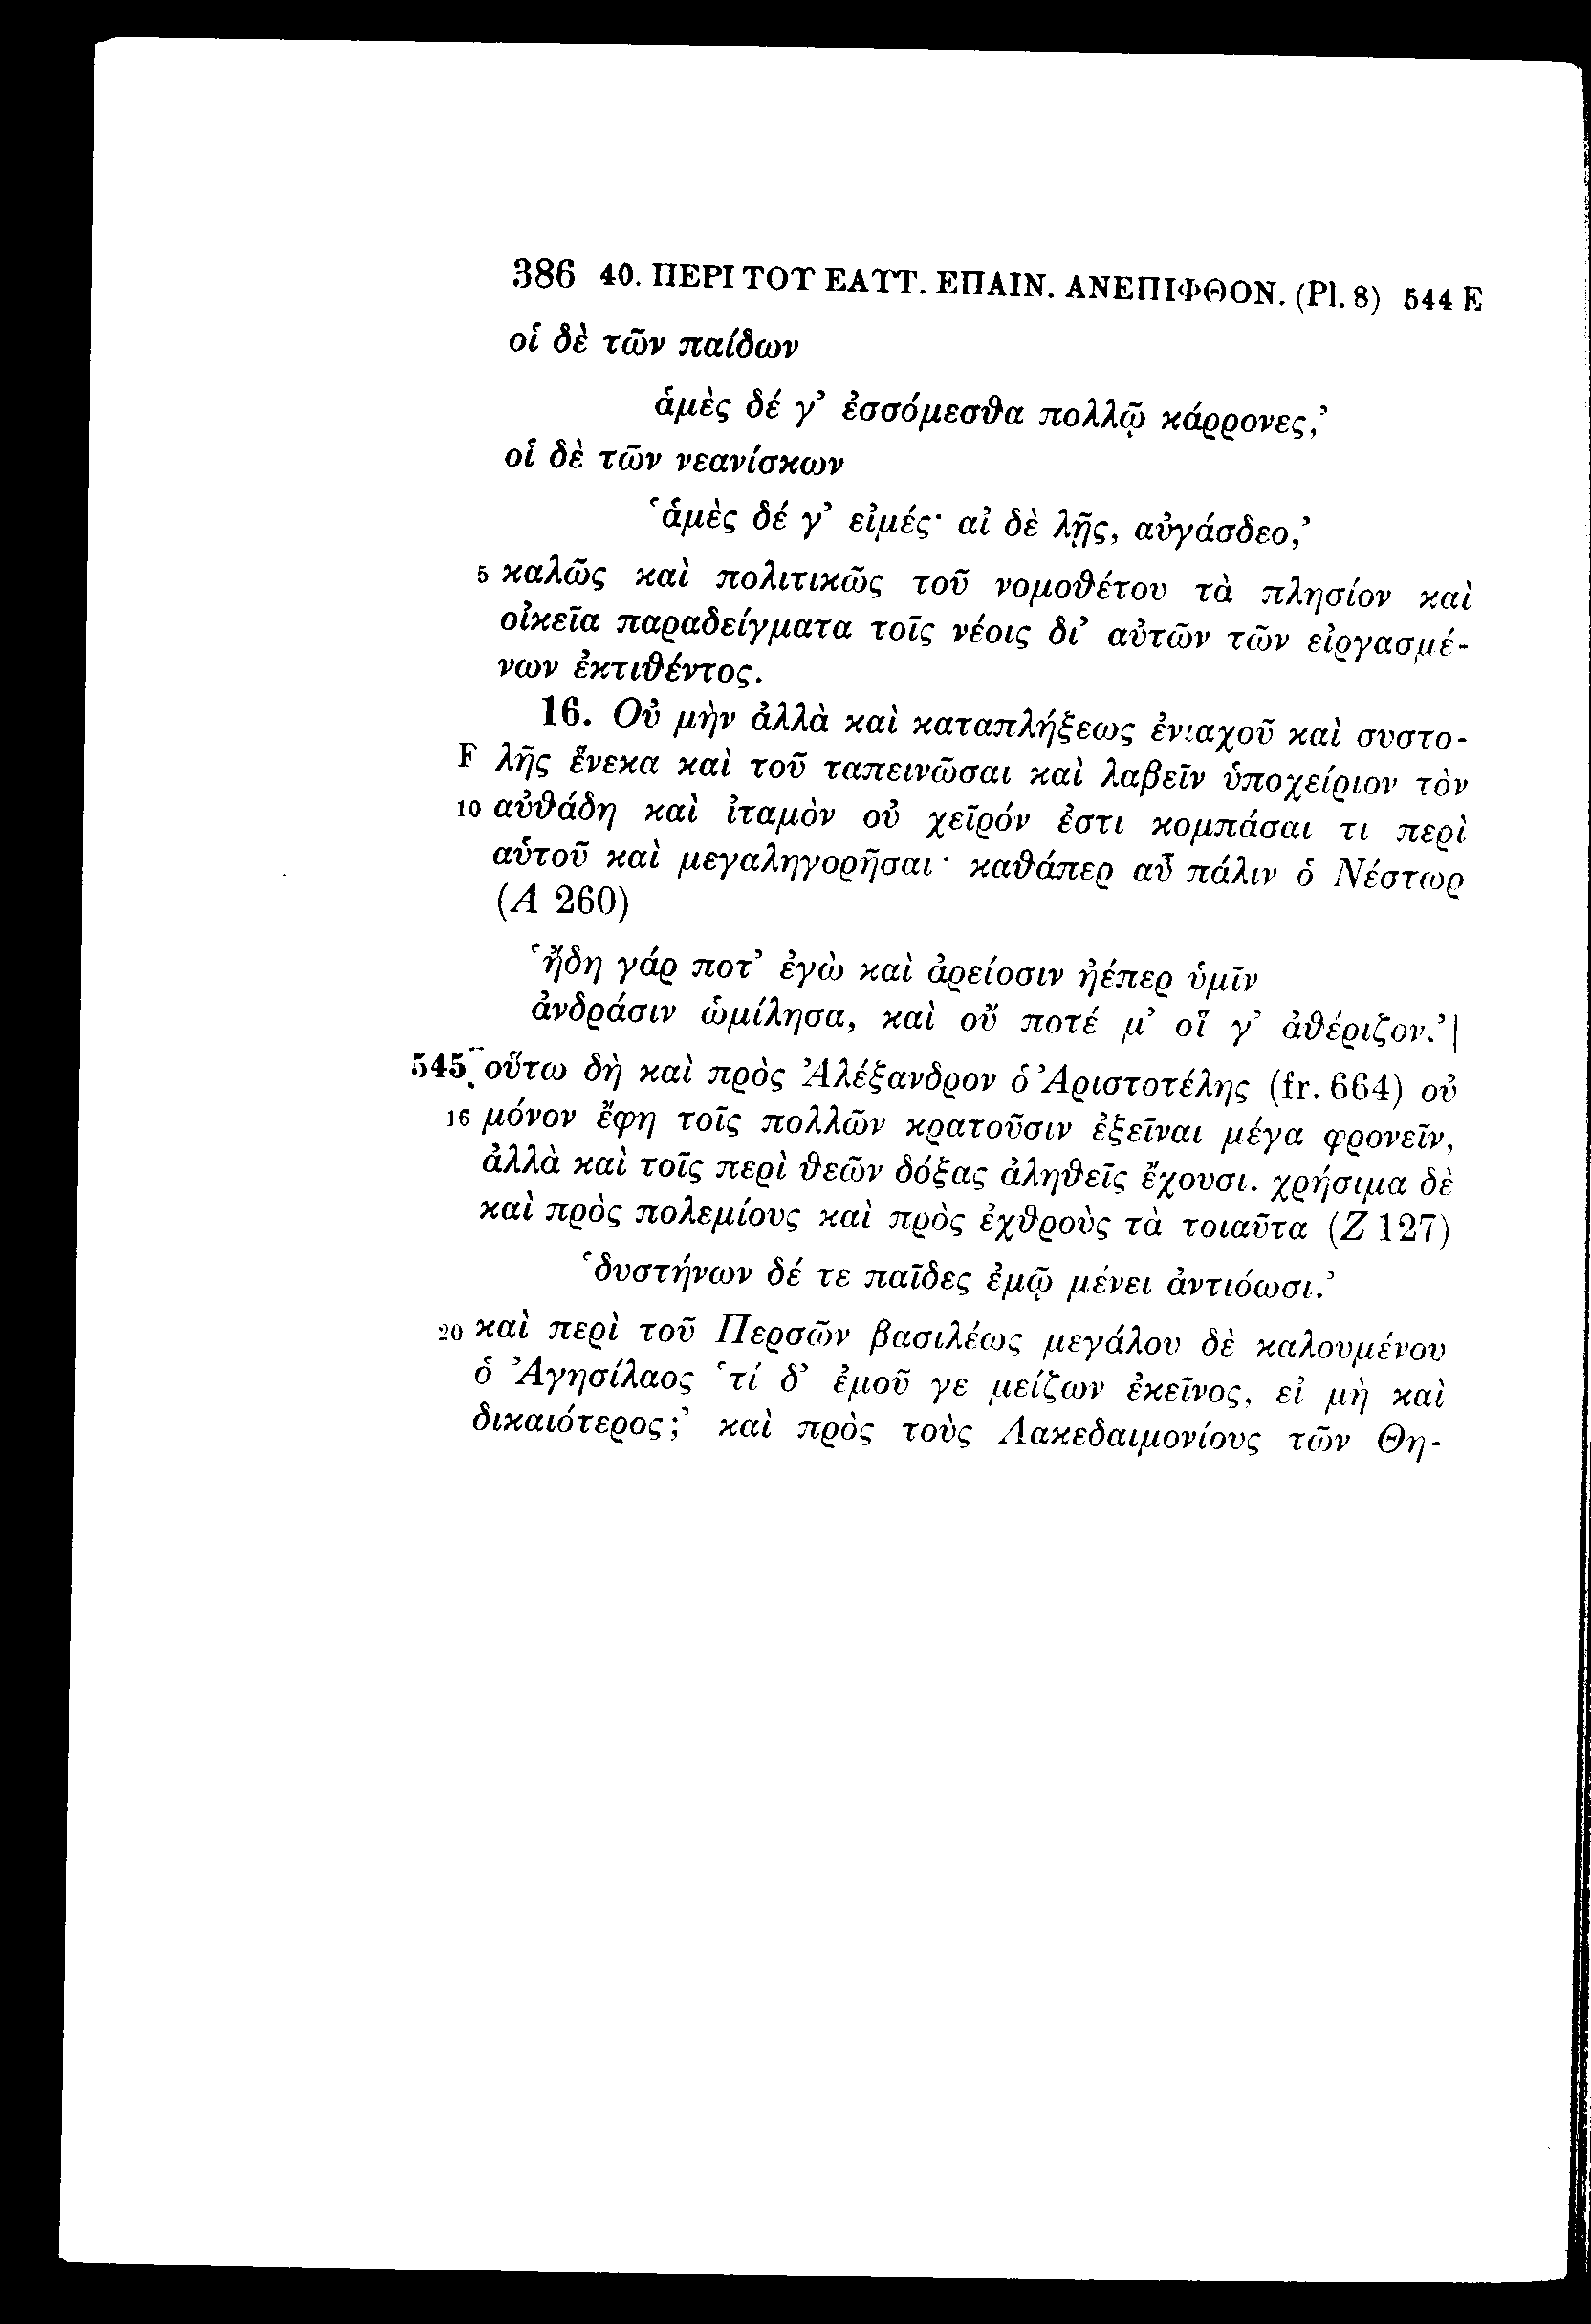 386 40. ΠΕΡΙ ΤΟΥ ΕΑΥΤ. ΕΠΑΙΝ. ΑΝΕΠΙΦΘΟΝ. (Pl. 8) 544 E
οἱ δὲ τῶν παίδων
ἁμὲς δέ γ’ ἐσσόμεσθα πολλῷ κάρρονες,’
οἱ δὲ τῶν νεανίσκων
‘ἁμὲς δέ γ’ εἰμές· αἰ δὲ λῇς, αὐγάσδεο,’
5 καλῶς καὶ πολιτικῶς τοῦ νομοθέτου τὰ πλησίον καὶ
οἰκεῖα παραδείγματα τοῖς νέοις δι’ αὐτῶν τῶν εἰργασμέ-
νων ἐκτιθέντος.
16. Οὐ μὴν ἀλλὰ καὶ καταπλήξεως ἐνιαχοῦ καὶ συστο-
F λῆς ἕνεκα καὶ τοῦ ταπεινῶσαι καὶ λαβεῖν ὑποχείριον τὸν
10 αὐθάδη καὶ ἰταμὸν οὐ χεῖρόν ἐστι κομπάσαι τι περὶ
αὑτοῦ καὶ μεγαληγορῆσαι· καθάπερ αὖ πάλιν ὁ Νέστωρ
(Α 260)
‘ἤδη γάρ ποτ’ ἐγὼ καὶ ἀρείοσιν ἠέπερ ὑμῖν
ἀνδράσιν ὡμίλησα, καὶ οὔ ποτέ μ’ οἵ γ’ ἀθέριζον.’|
545 οὕτω δὴ καὶ πρὸς Ἀλέξανδρον ὁ Ἀριστοτέλης (fr. 664) οὐ
16 μόνον ἔφη τοῖς πολλῶν κρατοῦσιν ἐξεῖναι μέγα φρονεῖν,
ἀλλὰ καὶ τοῖς περὶ θεῶν δόξας ἀληθεῖς ἔχουσι. χρήσιμα δὲ
καὶ πρὸς πολεμίους καὶ πρὸς ἐχθροὺς τὰ τοιαῦτα (Ζ 127)
‘δυστήνων δέ τε παῖδες ἐμῷ μένει ἀντιόωσι.’
20 καὶ περὶ τοῦ Περσῶν βασιλέως μεγάλου δὲ καλουμένου
ὁ Ἀγησίλαος ‘τί δ’ ἐμοῦ γε μείζων ἐκεῖνος, εἰ μὴ καὶ
δικαιότερος;’ καὶ πρὸς τοὺς Λακεδαιμονίους τῶν Θη-